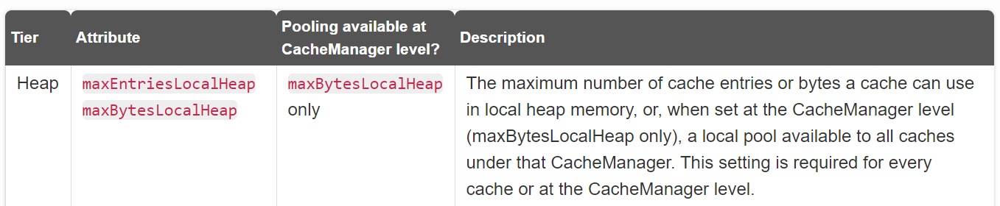 Tier
Attribute
Pooling available at
CacheManager level?
Description
Heap
maxEntriesLocalHeap
maxBytesLocalHeap
maxBytesLocalHeap
only
The maximum number of cache entries or bytes a cache can use
in local heap memory, or, when set at the CacheManager level
(maxBytesLocalHeap only), a local pool available to all caches
under that CacheManager. This setting is required for every
cache or at the CacheManager level.